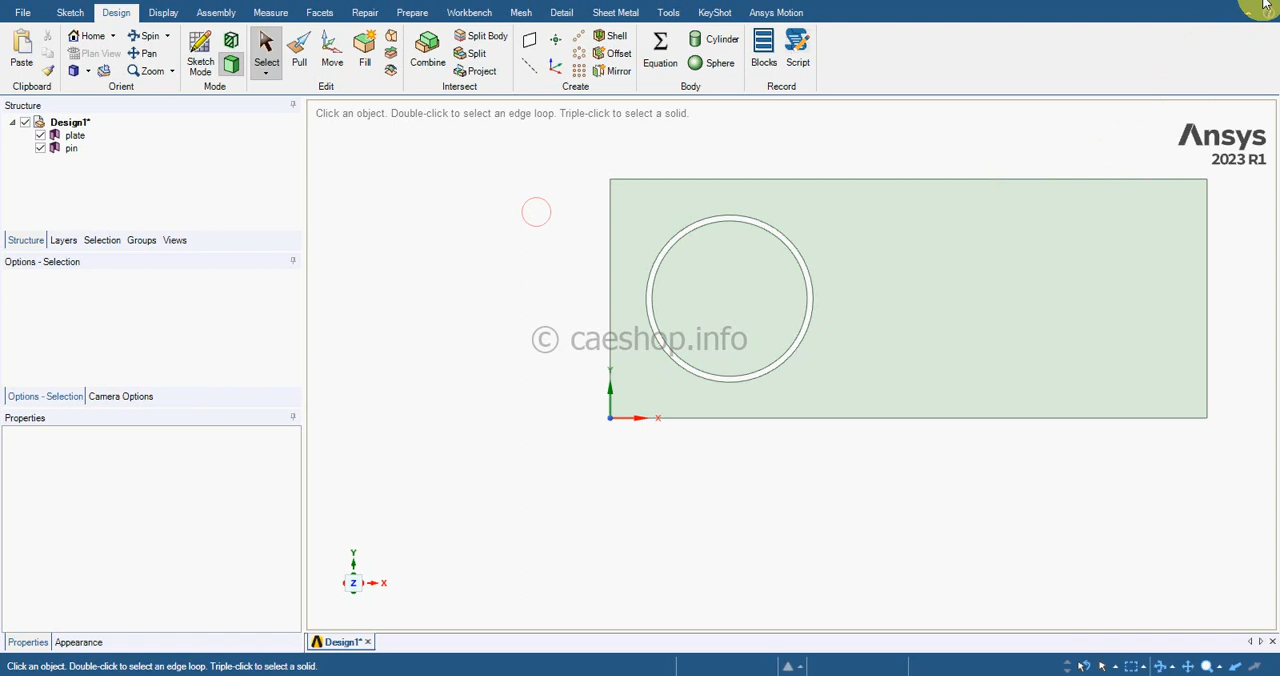 File Sketch Design Display Assembly Measure Facets Repair Prepare Workbench Mesh Detail Sheet Metal Tools KeyShot Ansys Motion
Home Spin Split Body Shell Cylinder
Plan View Pan Split Offset
Paste Sketch Mode Select Pull Move Fill Combine Equation Blocks Script
Zoom Project Mirror Sphere
Clipboard Orient Mode Edit Intersect Create Body Record
Structure
Click an object. Double-click to select an edge loop. Triple-click to select a solid.
Design1*
plate
pin
Ansys
2023 R1
Structure Layers Selection Groups Views
Options - Selection
© caeshop.info
Y
X
Options - Selection Camera Options
Properties
Y
Z X
Properties Appearance
Design1*
Click an object. Double-click to select an edge loop. Triple-click to select a solid.